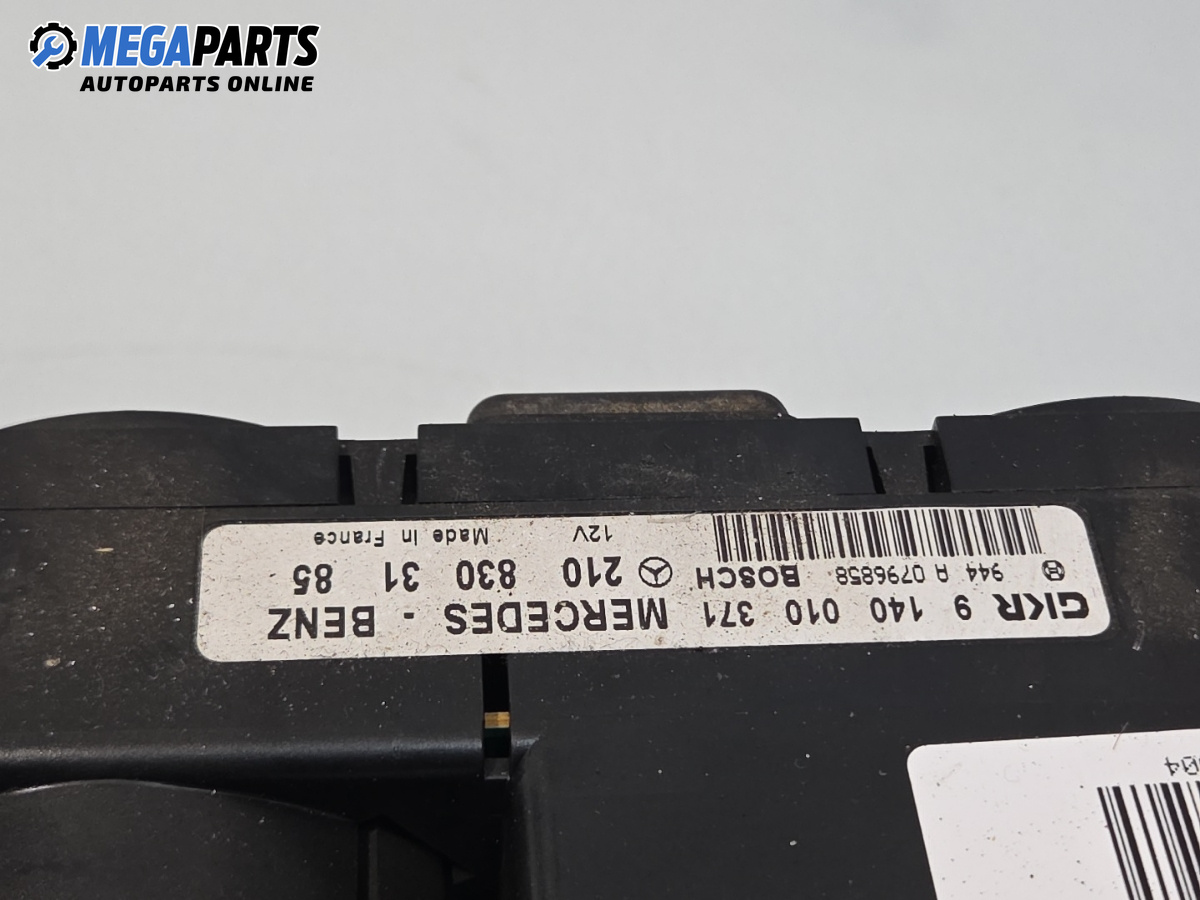 MEGAPARTS
AUTOPARTS ONLINE
GKR 9 140 010 371 MERCEDES - BENZ
944 A 0796858 BOSCH 210 830 31 85
12V Made in France